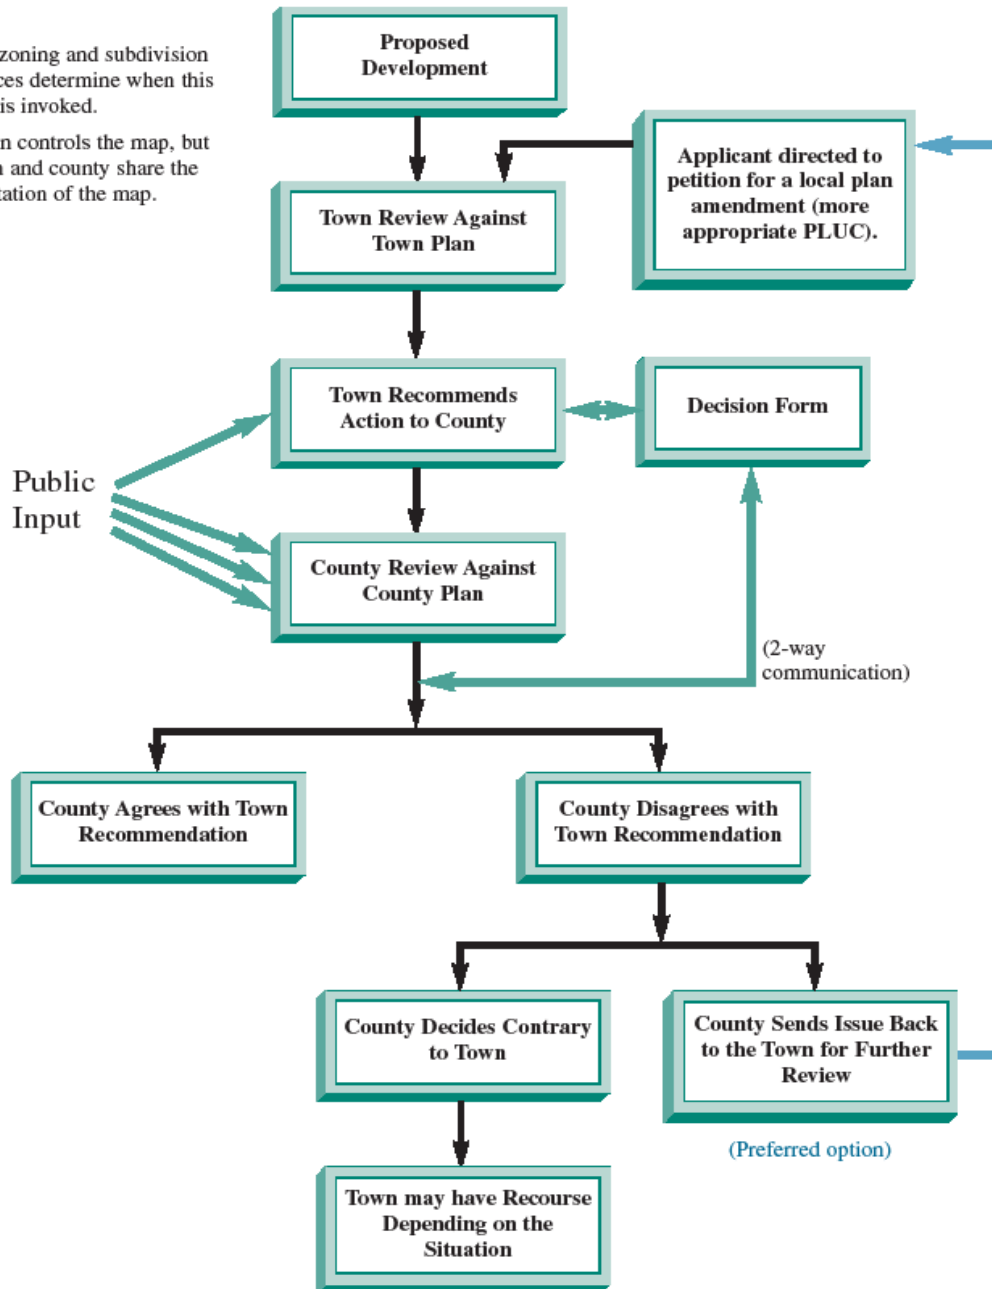 Proposed
Development
zoning and subdivision
ces determine when this
is invoked.
n controls the map, but
n and county share the
tation of the map.
Applicant directed to
petition for a local plan
amendment (more
appropriate PLUC).
Town Review Against
Town Plan
Town Recommends
Action to County
Decision Form
Public
Input
County Review Against
County Plan
(2-way
communication)
County Agrees with Town
Recommendation
County Disagrees with
Town Recommendation
County Decides Contrary
to Town
County Sends Issue Back
to the Town for Further
Review
(Preferred option)
Town may have Recourse
Depending on the
Situation